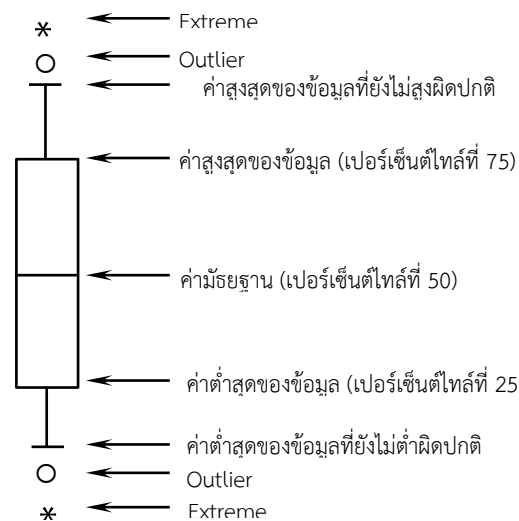 Extreme
Outlier
ค่าสูงสุดของข้อมูลที่ยังไม่สูงผิดปกติ
ค่าสูงสุดของข้อมูล (เปอร์เซ็นต์ไทล์ที่ 75)
ค่ามัธยฐาน (เปอร์เซ็นต์ไทล์ที่ 50)
ค่าต่ำสุดของข้อมูล (เปอร์เซ็นต์ไทล์ที่ 25
ค่าต่ำสุดของข้อมูลที่ยังไม่ต่ำผิดปกติ
Outlier
Extreme